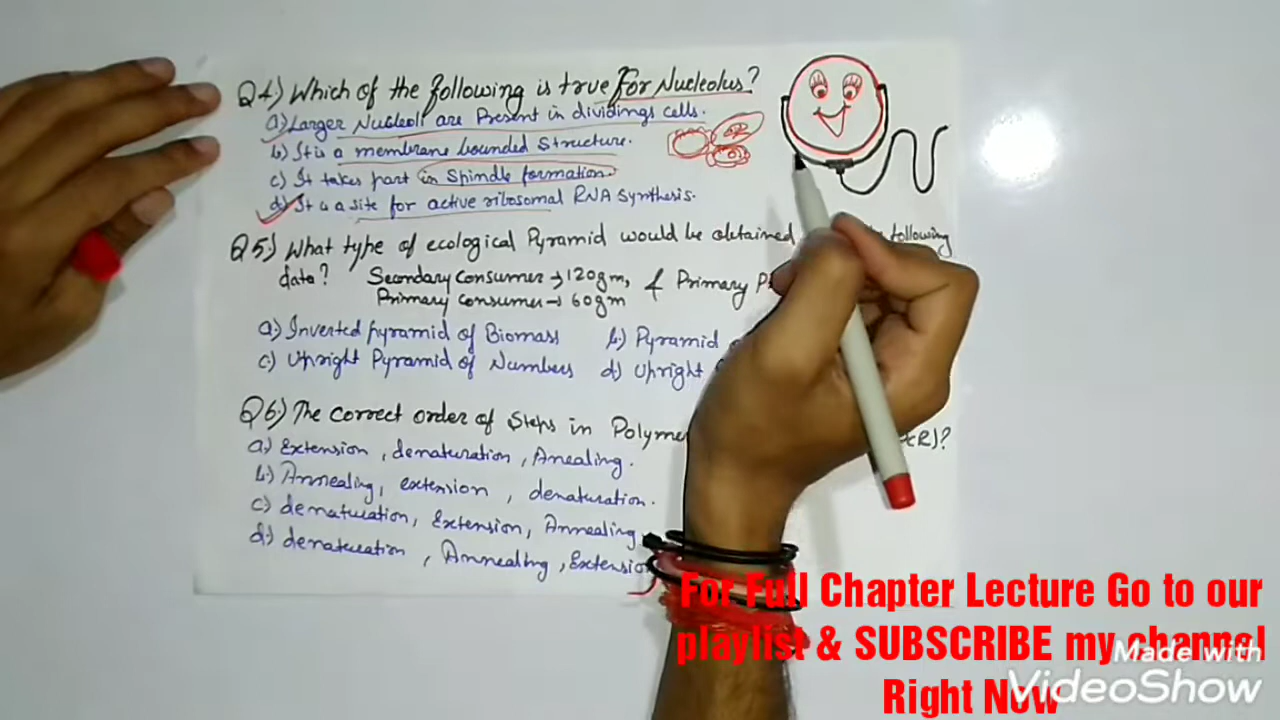 Q4.) Which of the following is true for Nucleolus?
a.) Larger Nucleoli are Present in dividings cells.
b.) It is a membrane bounded Structure.
c.) It takes part in Spindle formation.
d.) It is a site for active ribosomal RNA Synthesis.
Q5.) What type of ecological Pyramid would be obtained following
data? Secondary Consumer → 120gm, & Primary
Primary Consumer → 60gm
a.) Inverted pyramid of Biomass b.) Pyramid
c.) Upright Pyramid of Numbers d.) Upright
Q6.) The Correct order of Steps in
a.) Extension, denaturation, Anealing.
b.) Annealing, extension, denaturation.
c.) denaturation, Extension, Annealing
d.) denaturation, Annealing,
For Full Chapter Lecture Go to our
playlist & SUBSCRIBE my channel
Right Now
Made with
VideoShow